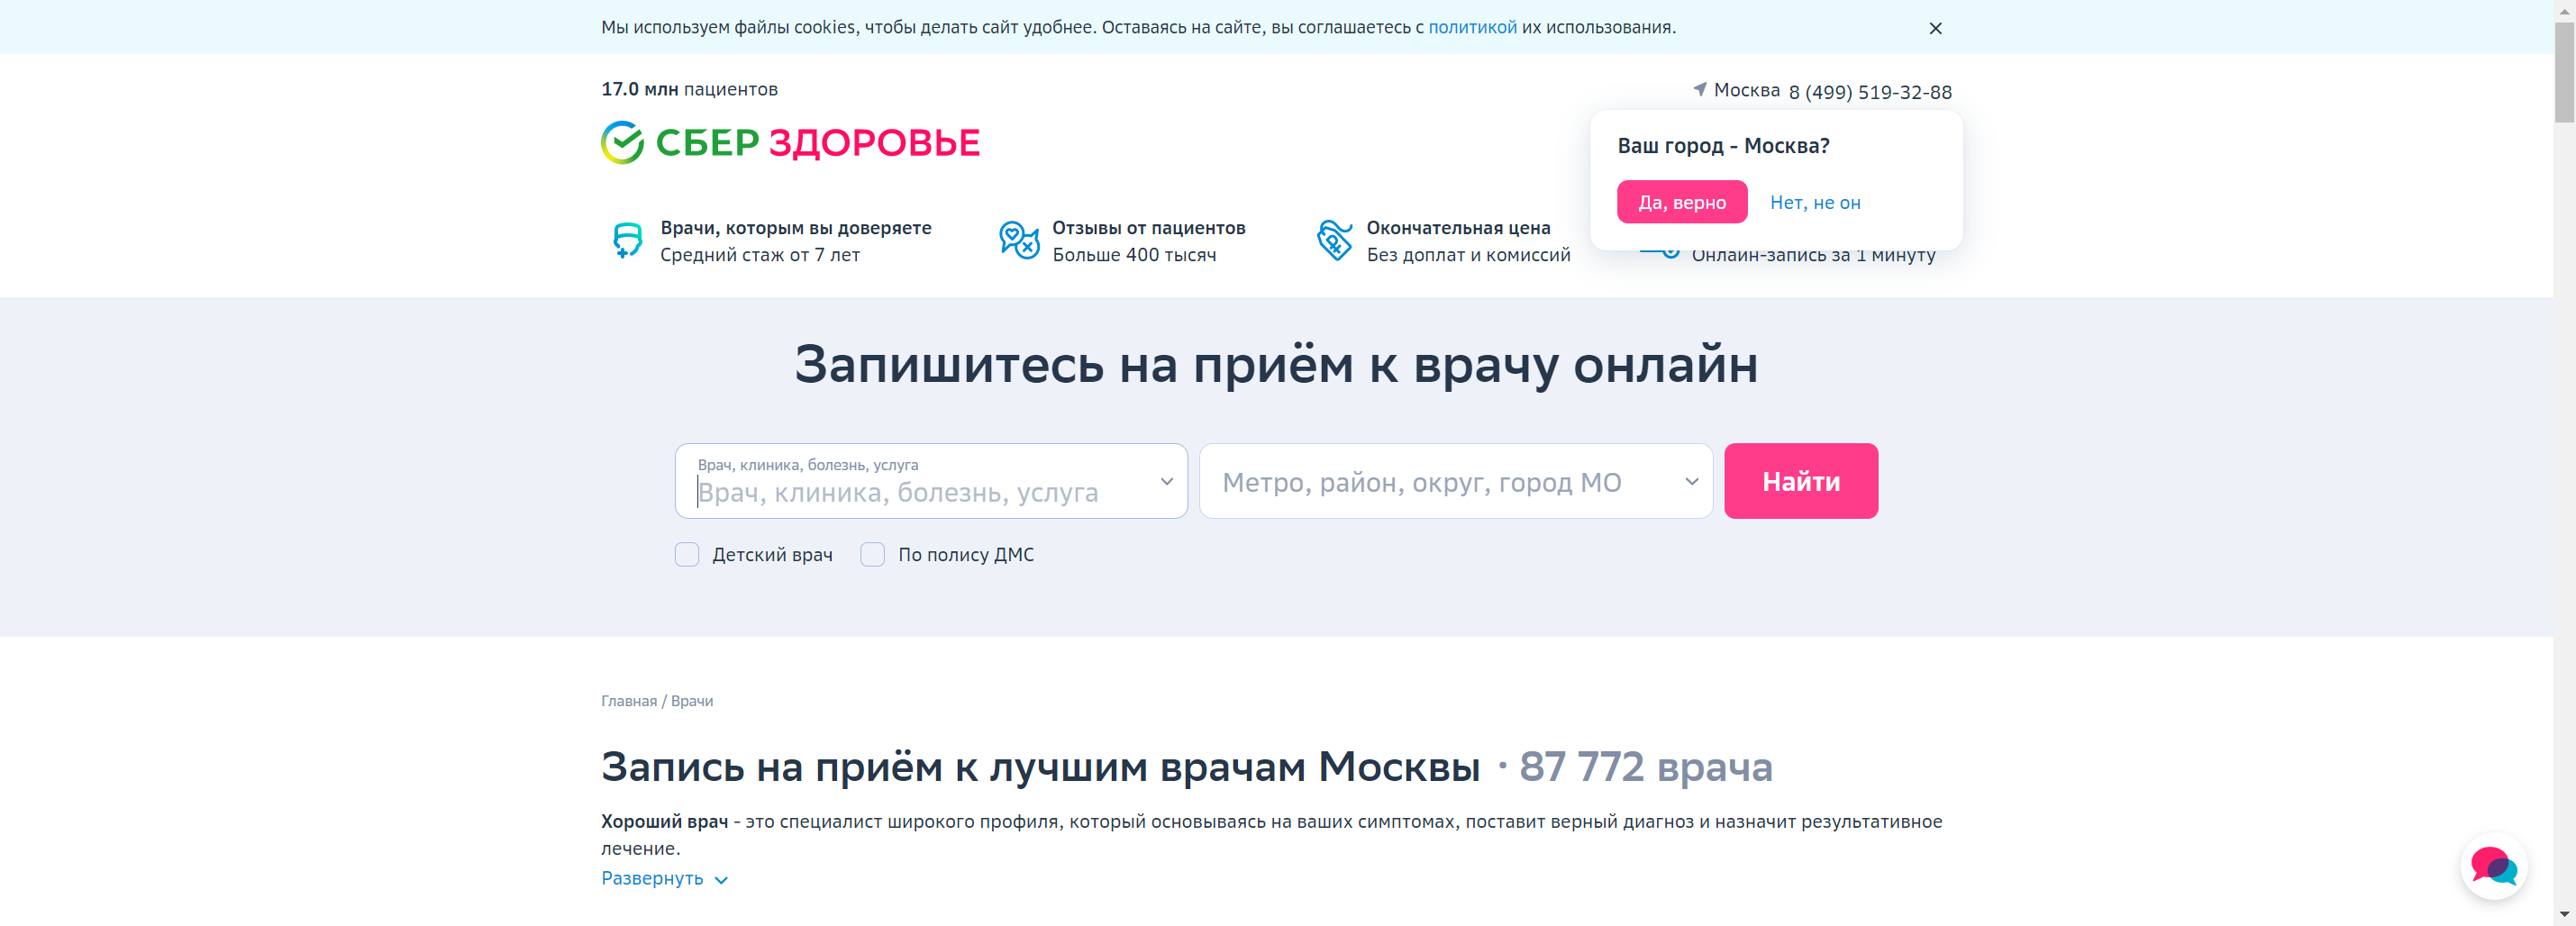 Мы используем файлы cookies, чтобы делать сайт удобнее. Оставаясь на сайте, вы соглашаетесь с политикой их использования.
17.0 млн пациентов
Москва 8 (499) 519-32-88
СБЕР ЗДОРОВЬЕ
Ваш город - Москва?
Да, верно Нет, не он
Врачи, которым вы доверяете
Средний стаж от 7 лет
Отзывы от пациентов
Больше 400 тысяч
Окончательная цена
Без доплат и комиссий
Онлайн-запись за 1 минуту
Запишитесь на приём к врачу онлайн
Врач, клиника, болезнь, услуга
Врач, клиника, болезнь, услуга
Метро, район, округ, город МО
Найти
Детский врач По полису ДМС
Главная / Врачи
Запись на приём к лучшим врачам Москвы · 87 772 врача
Хороший врач - это специалист широкого профиля, который основываясь на ваших симптомах, поставит верный диагноз и назначит результативное
лечение.
Развернуть